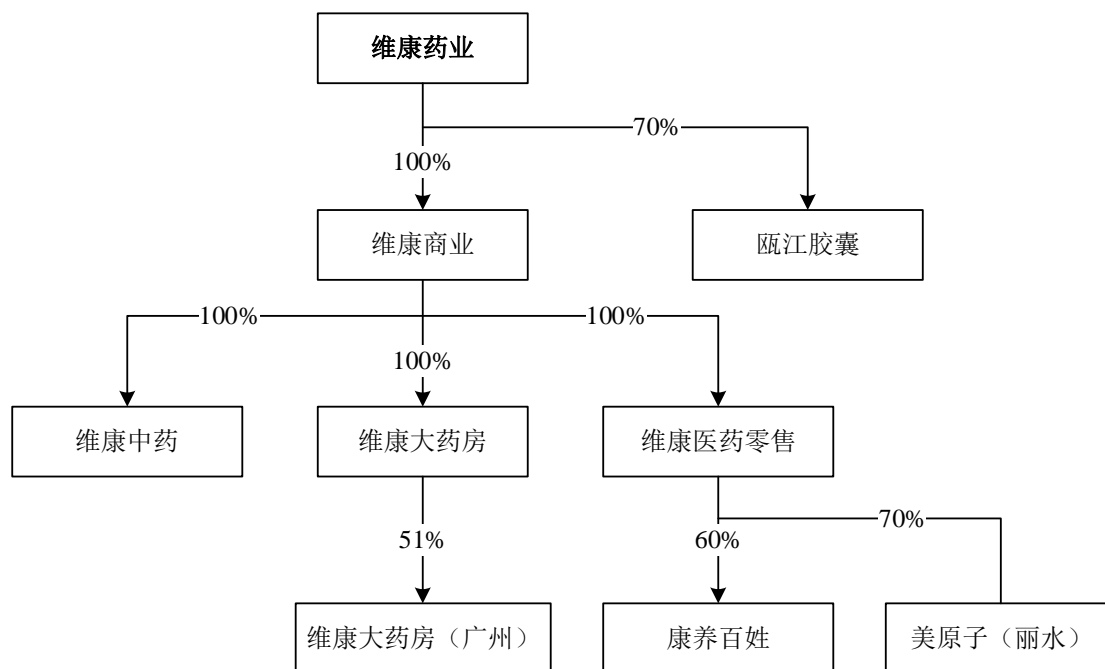 维康药业
70%
100%
维康商业
瓯江胶囊
100%
100%
100%
维康中药
维康大药房
维康医药零售
70%
51%
60%
维康大药房（广州）
康养百姓
美原子（丽水）